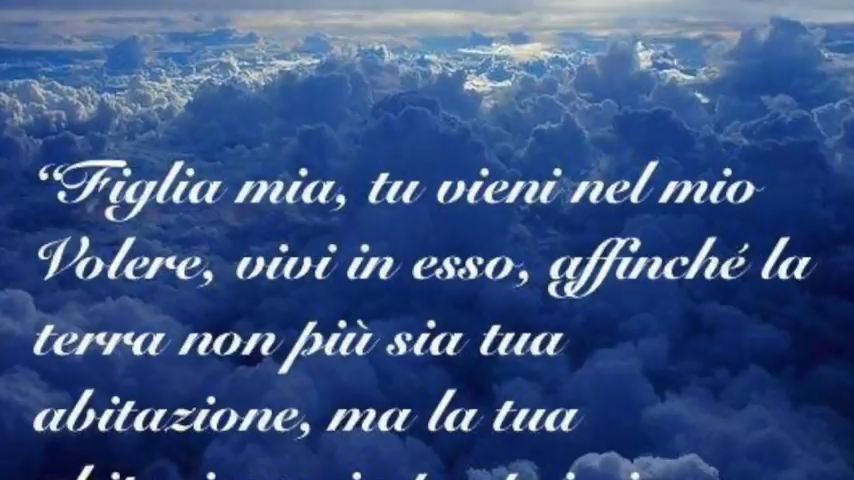 “Figlia mia, tu vieni nel mio
Volere, vivi in esso, affinché la
terra non più sia tua
abitazione, ma la tua